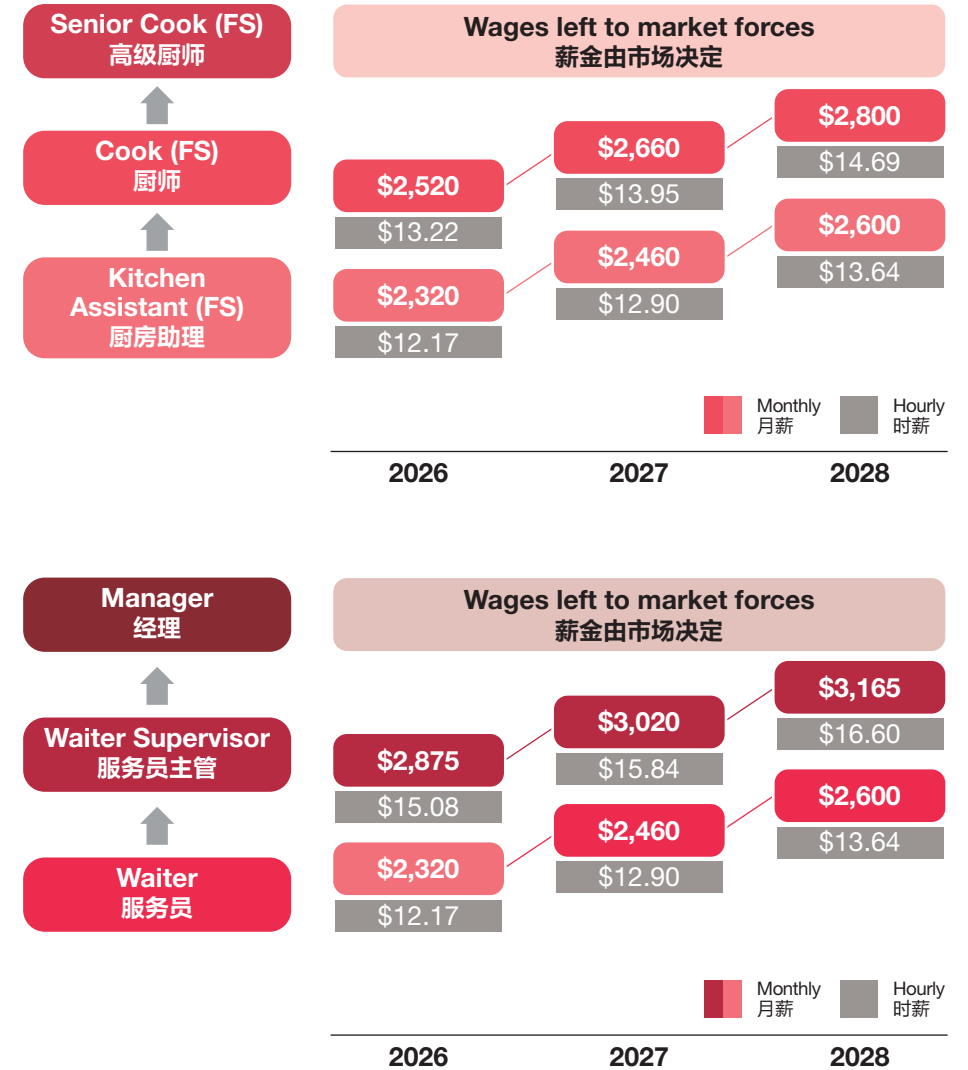 Senior Cook (FS)
高级厨师
Wages left to market forces
薪金由市场决定
Cook (FS)
厨师
$2,520
$13.22
$2,660
$13.95
$2,800
$14.69
Kitchen
Assistant (FS)
厨房助理
$2,320
$12.17
$2,460
$12.90
$2,600
$13.64
Monthly
月薪
Hourly
时薪
2026
2027
2028
Manager
经理
Wages left to market forces
薪金由市场决定
Waiter Supervisor
服务员主管
$2,875
$15.08
$3,020
$15.84
$3,165
$16.60
Waiter
服务员
$2,320
$12.17
$2,460
$12.90
$2,600
$13.64
Monthly
月薪
Hourly
时薪
2026
2027
2028